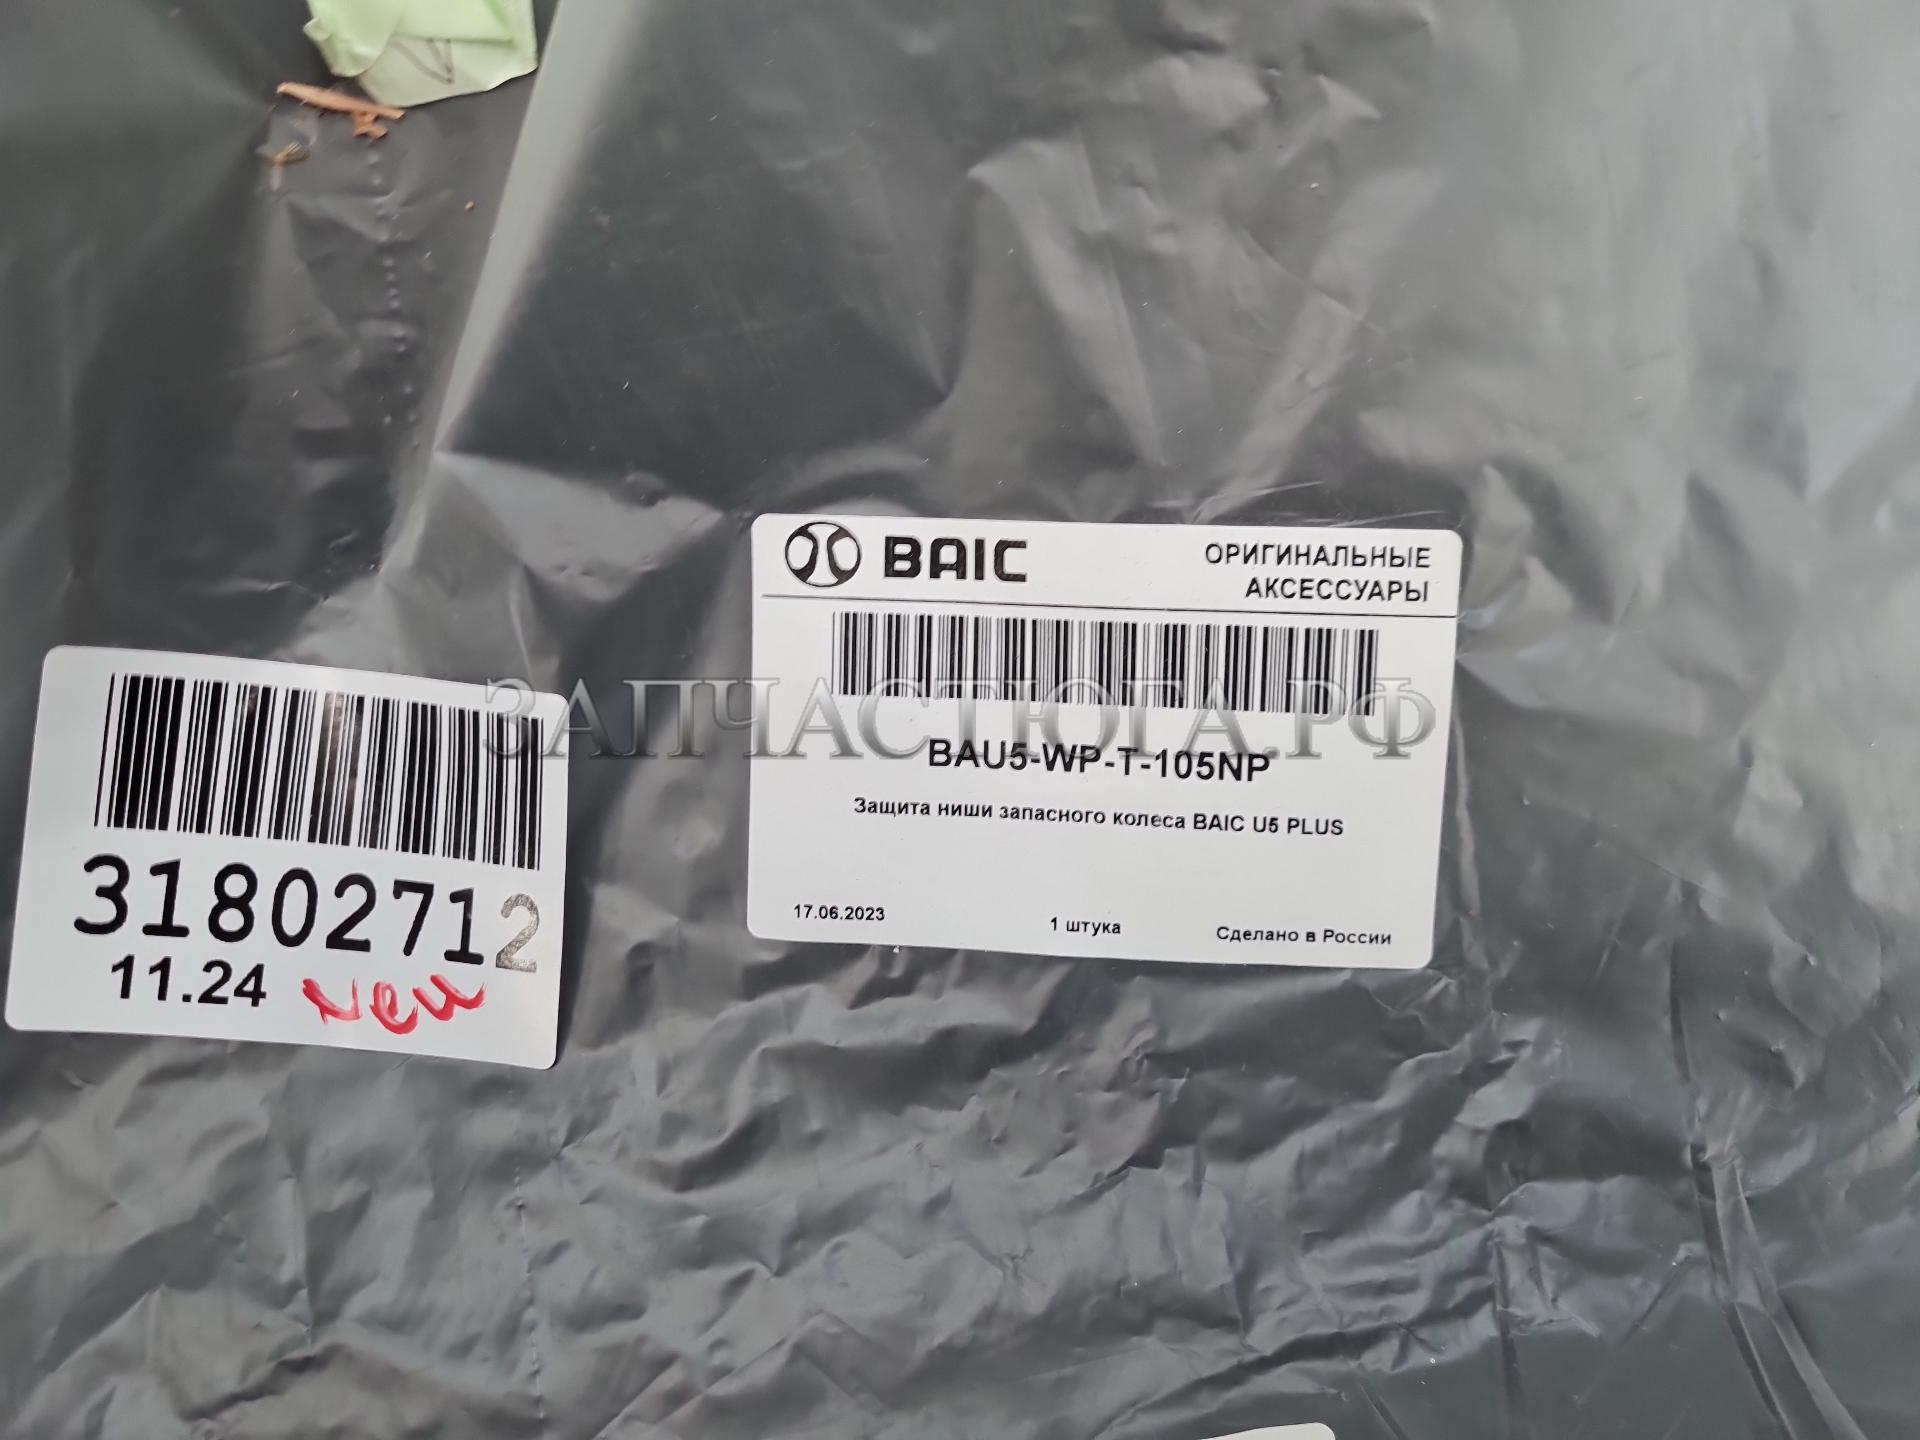 BAIC
ОРИГИНАЛЬНЫЕ
АКСЕССУАРЫ
ЗАПЧАСТЮГА.РФ
BAU5-WP-T-105NP
Защита ниши запасного колеса BAIC U5 PLUS
17.06.2023
1 штука
Сделано в России
31802712
11.24
New